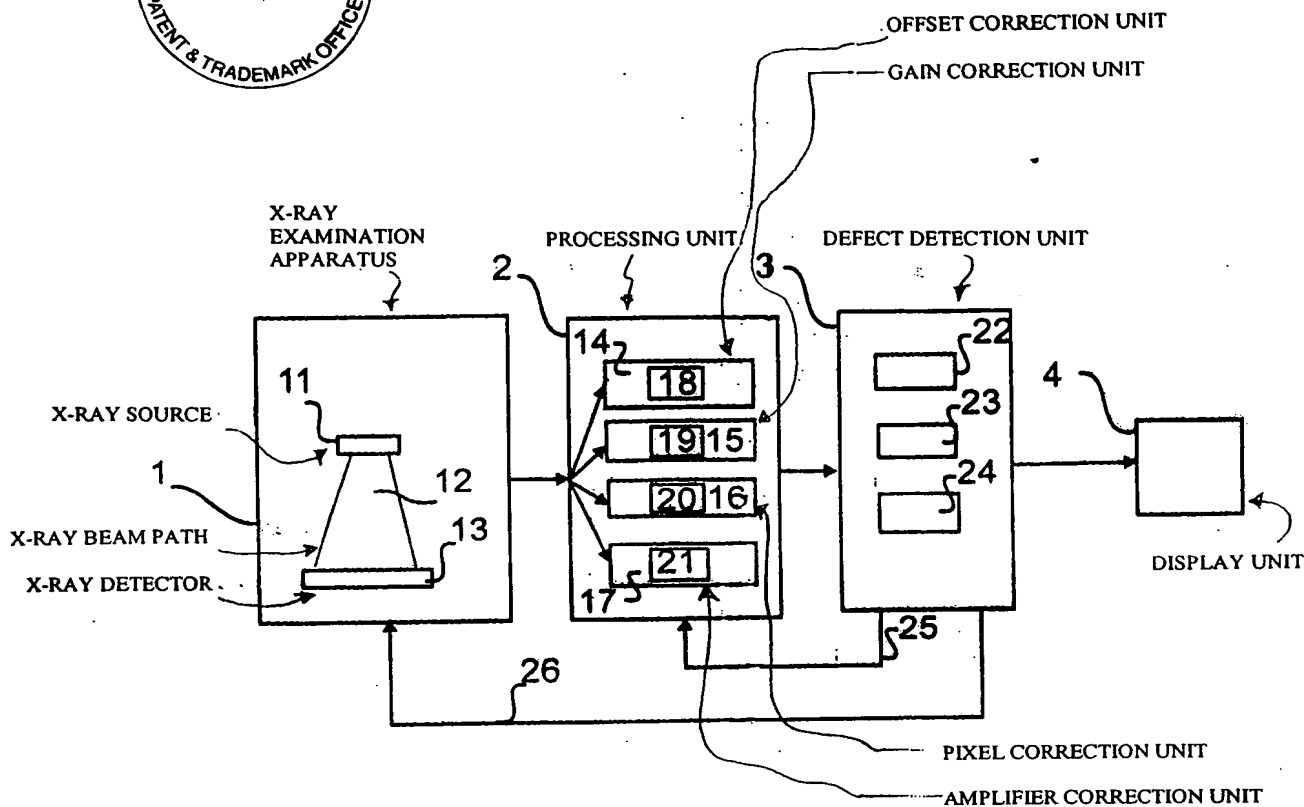 PATENT & TRADEMARK OFFICE
OFFSET CORRECTION UNIT
GAIN CORRECTION UNIT
X-RAY
EXAMINATION
APPARATUS
PROCESSING UNIT
DEFECT DETECTION UNIT
2
3
14
18
22
4
11
X-RAY SOURCE
19
15
23
1
12
20
16
24
X-RAY BEAM PATH
13
21
X-RAY DETECTOR
17
DISPLAY UNIT
25
26
PIXEL CORRECTION UNIT
AMPLIFIER CORRECTION UNIT